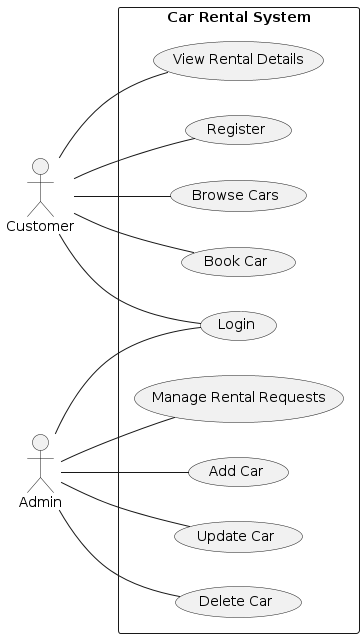 Car Rental System
View Rental Details
Register
Browse Cars
Customer
Book Car
Login
Manage Rental Requests
Add Car
Admin
Update Car
Delete Car